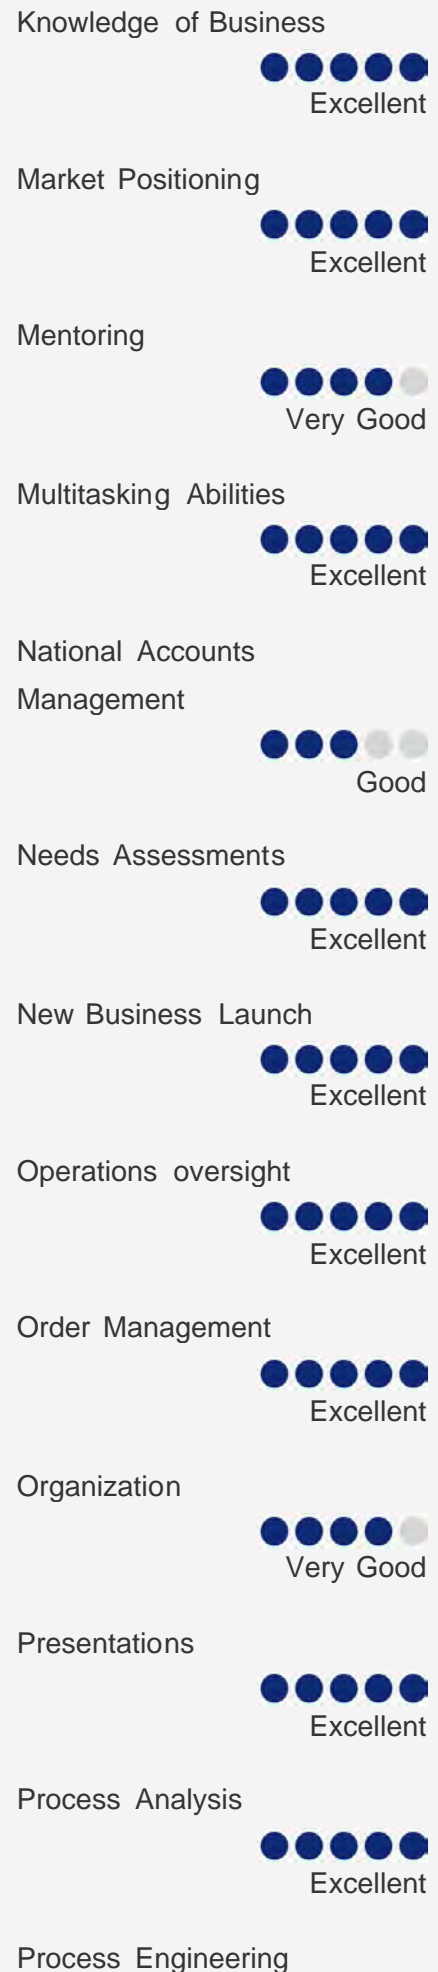 Knowledge of Business
Excellent
Market Positioning
Excellent
Mentoring
Very Good
Multitasking Abilities
Excellent
National Accounts
Management
Good
Needs Assessments
Excellent
New Business Launch
Excellent
Operations oversight
Excellent
Order Management
Excellent
Organization
Very Good
Presentations
Excellent
Process Analysis
Excellent
Process Engineering